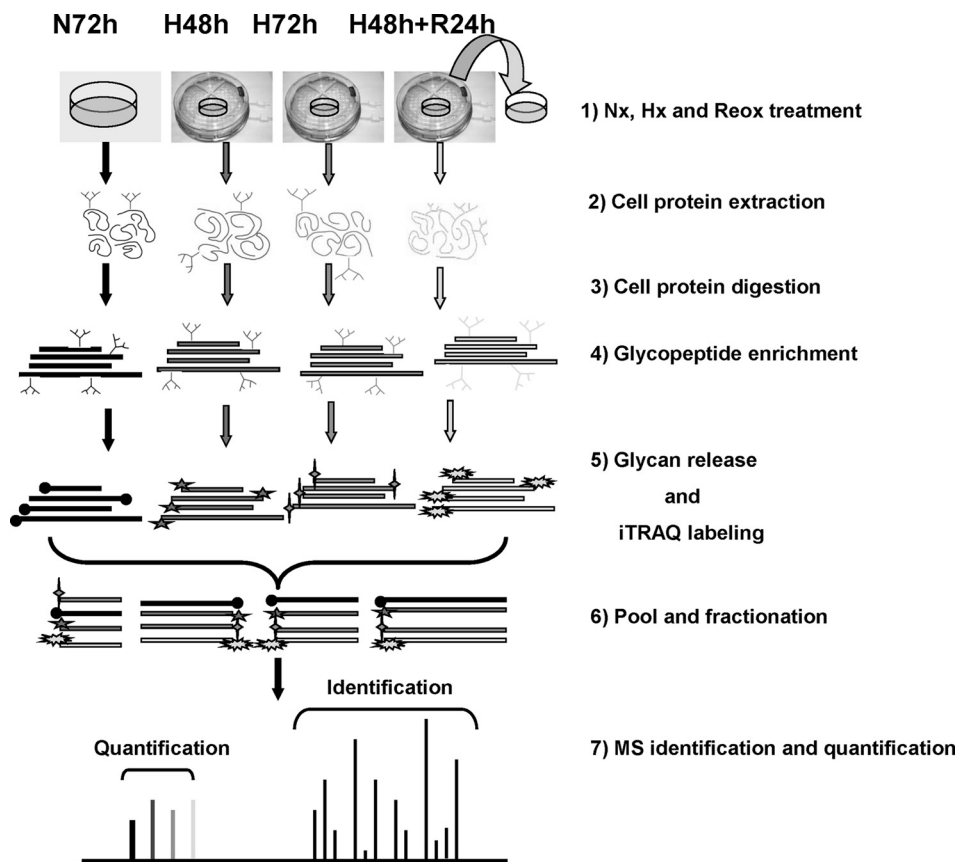 N72h H48h H72h H48h+R24h
1) Nx, Hx and Reox treatment
2) Cell protein extraction
3) Cell protein digestion
4) Glycopeptide enrichment
5) Glycan release
and
iTRAQ labeling
6) Pool and fractionation
Identification
Quantification
7) MS identification and quantification